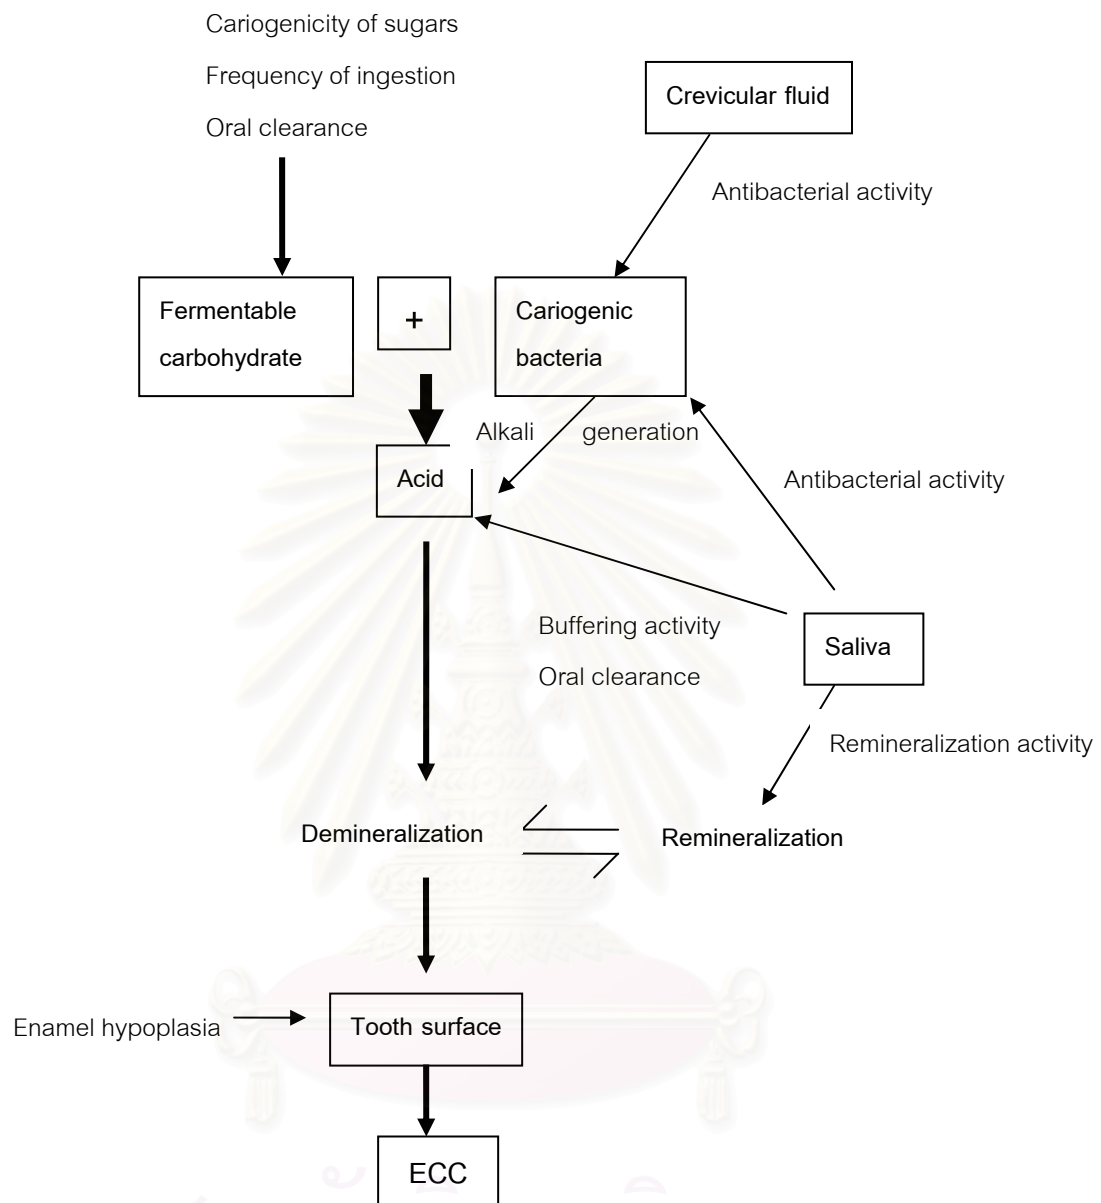 Cariogenicity of sugars
Frequency of ingestion
Oral clearance
Crevicular fluid
Antibacterial activity
Fermentable
carbohydrate
+
Cariogenic
bacteria
Alkali generation
Acid
Antibacterial activity
Buffering activity
Oral clearance
Saliva
Remineralization activity
Demineralization
Remineralization
Enamel hypoplasia
Tooth surface
ECC